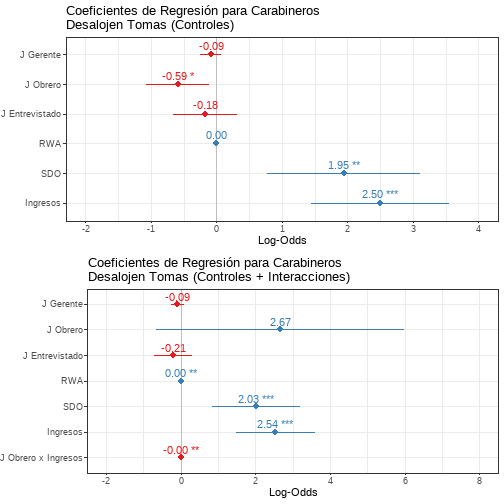 Coeficientes de Regresión para Carabineros
Desalojen Tomas (Controles)
J Gerente
-0.09
J Obrero
-0.59 *
J Entrevistado
-0.18
RWA
0.00
SDO
1.95 **
Ingresos
2.50 ***
-2 -1 0 1 2 3 4
Log-Odds
Coeficientes de Regresión para Carabineros
Desalojen Tomas (Controles + Interacciones)
J Gerente
-0.09
J Obrero
2.67
J Entrevistado
-0.21
RWA
0.00 **
SDO
2.03 ***
Ingresos
2.54 ***
J Obrero x Ingresos
-0.00 **
-2 0 2 4 6 8
Log-Odds